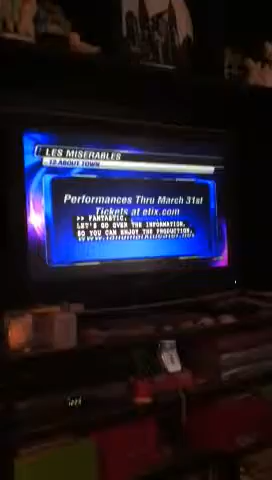 LES MISERABLES
12 ABOUT TOWN
Performances Thru March 31st
Tickets at etix.com
>> FANTASTIC.
LET'S GO OVER THE INFORMATION,
SO YOU CAN ENJOY THE PRODUCTION,